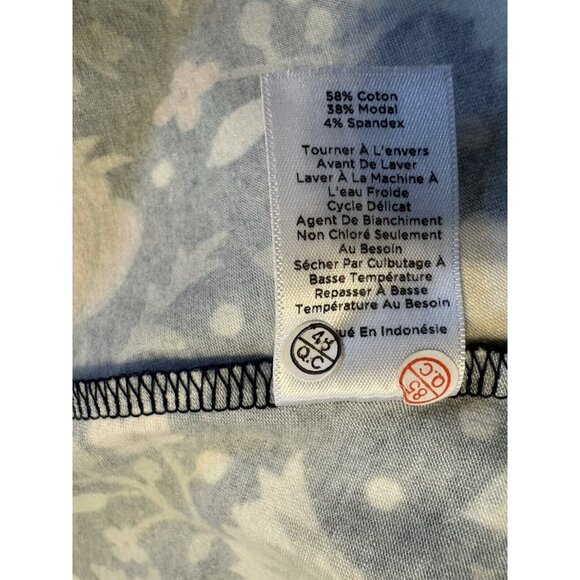 58% Coton
38% Modal
4% Spandex
Tourner À L'envers
Avant De Laver
Laver À La Machine À
L'eau Froide
Cycle Délicat
Agent De Blanchiment
Non Chloré Seulement
Au Besoin
Sécher Par Culbutage À
Basse Température
Repasser À Basse
Température Au Besoin
qué En Indonésie
Q.C
85
Q.C